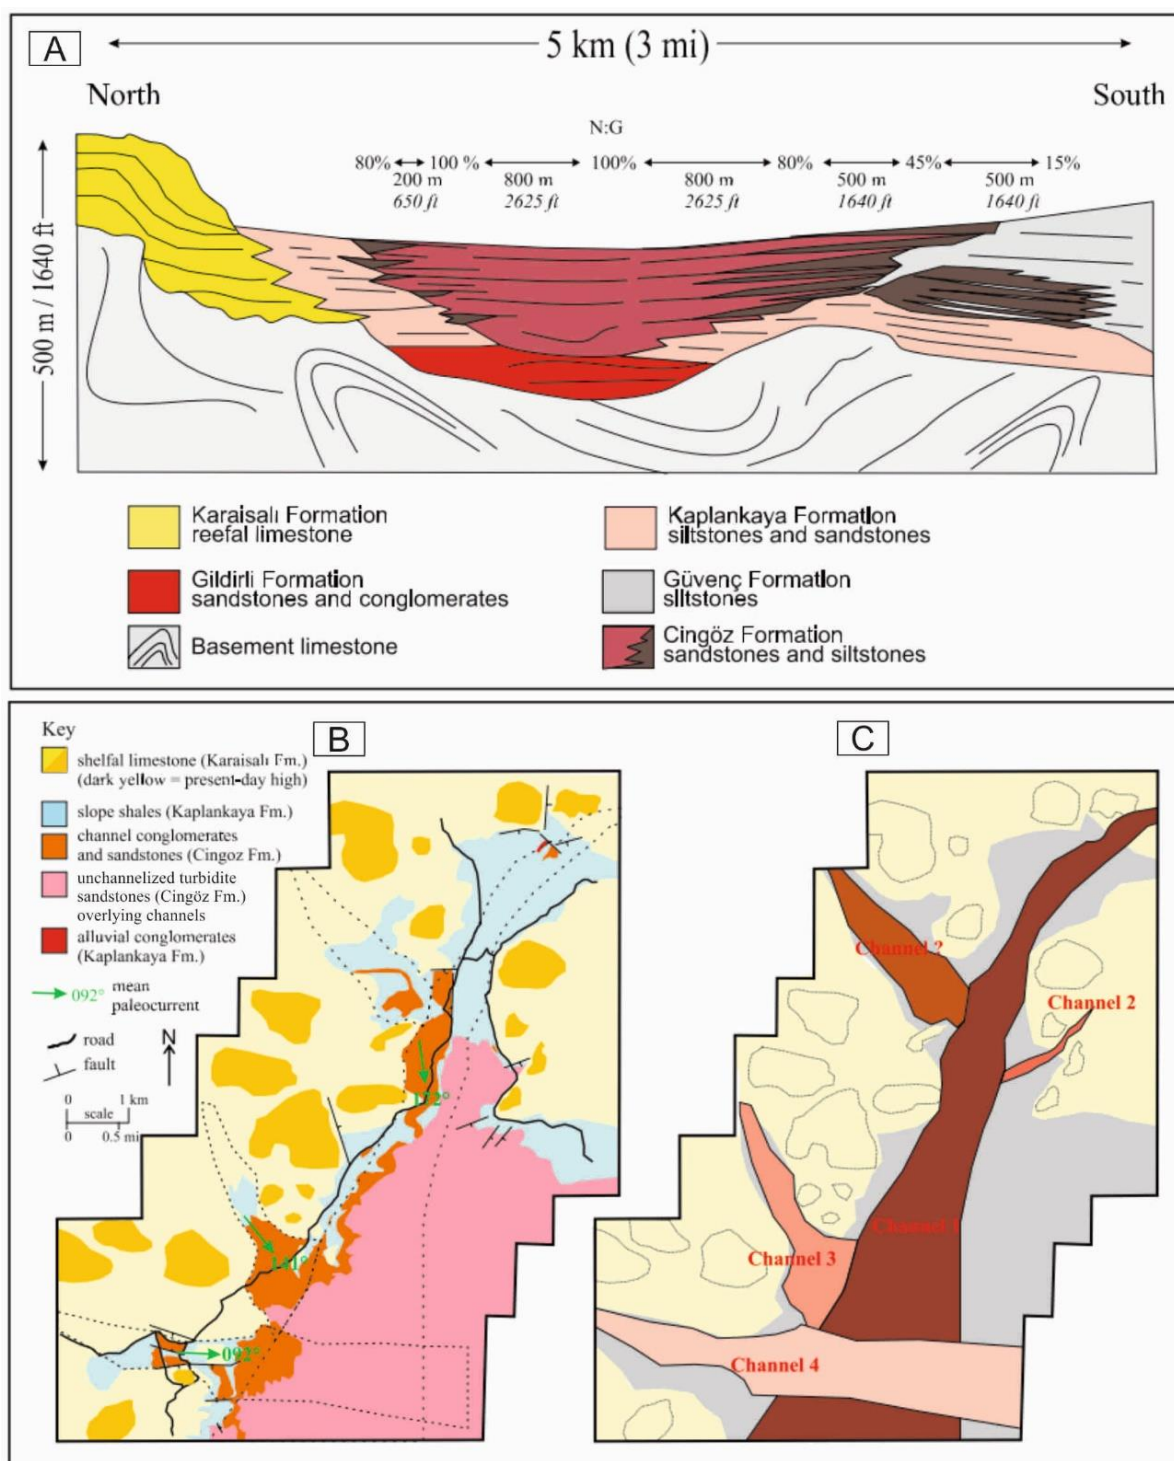 A
5 km (3 mi)
North
South
N:G
80% 100 % 100% 80% 45% 15%
200 m 800 m 800 m 500 m 500 m
650 ft 2625 ft 2625 ft 1640 ft 1640 ft
500 m / 1640 ft
Karaisalı Formation
reefal limestone
Gildirli Formation
sandstones and conglomerates
Basement limestone
Kaplankaya Formation
siltstones and sandstones
Güvenç Formation
siltstones
Cingöz Formation
sandstones and siltstones
B
Key
shelfal limestone (Karaisalı Fm.)
(dark yellow = present-day high)
slope shales (Kaplankaya Fm.)
channel conglomerates
and sandstones (Cingoz Fm.)
unchannelized turbidite
sandstones (Cingöz Fm.)
overlying channels
alluvial conglomerates
(Kaplankaya Fm.)
092° mean
paleocurrent
road
fault
N
0 1 km
scale
0 0.5 mi
172°
141°
092°
C
Channel ?
Channel 2
Channel 1
Channel 3
Channel 4